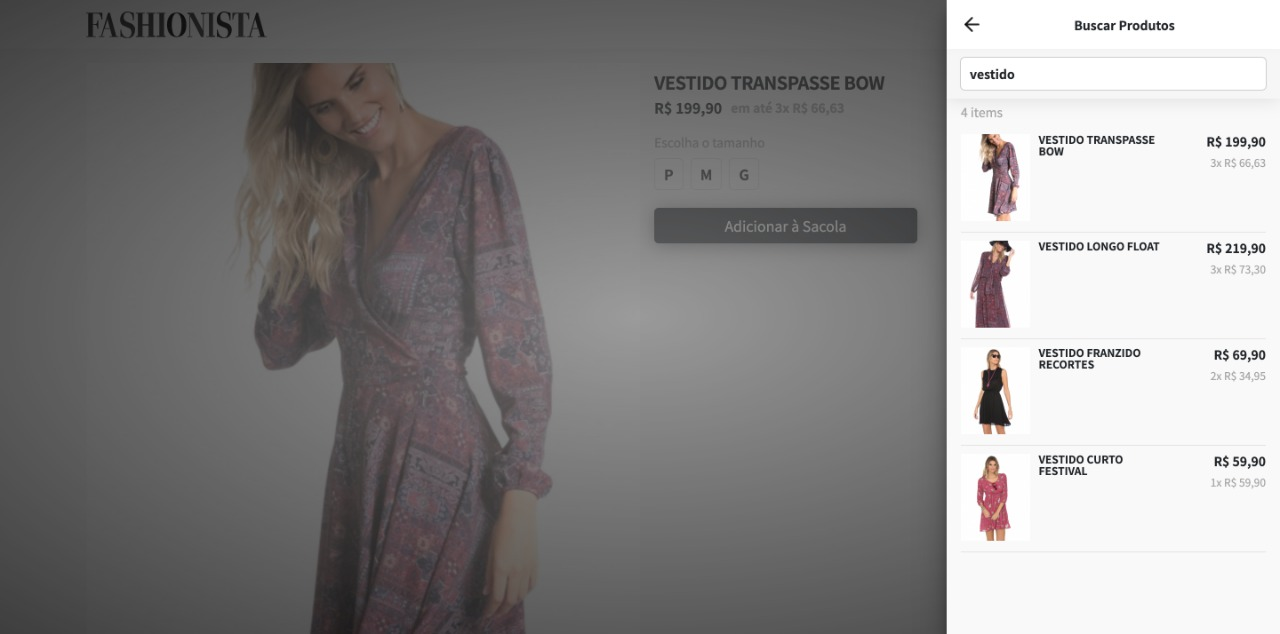 FASHIONISTA
VESTIDO TRANSPASSE BOW
R$ 199,90 em até 3x R$ 66,63
Escolha o tamanho
P M G
Adicionar à Sacola
Buscar Produtos
vestido
4 items
VESTIDO TRANSPASSE
BOW
R$ 199,90
3x R$ 66,63
VESTIDO LONGO FLOAT
R$ 219,90
3x R$ 73,30
VESTIDO FRANZIDO
RECORTES
R$ 69,90
2x R$ 34,95
VESTIDO CURTO
FESTIVAL
R$ 59,90
1x R$ 59,90